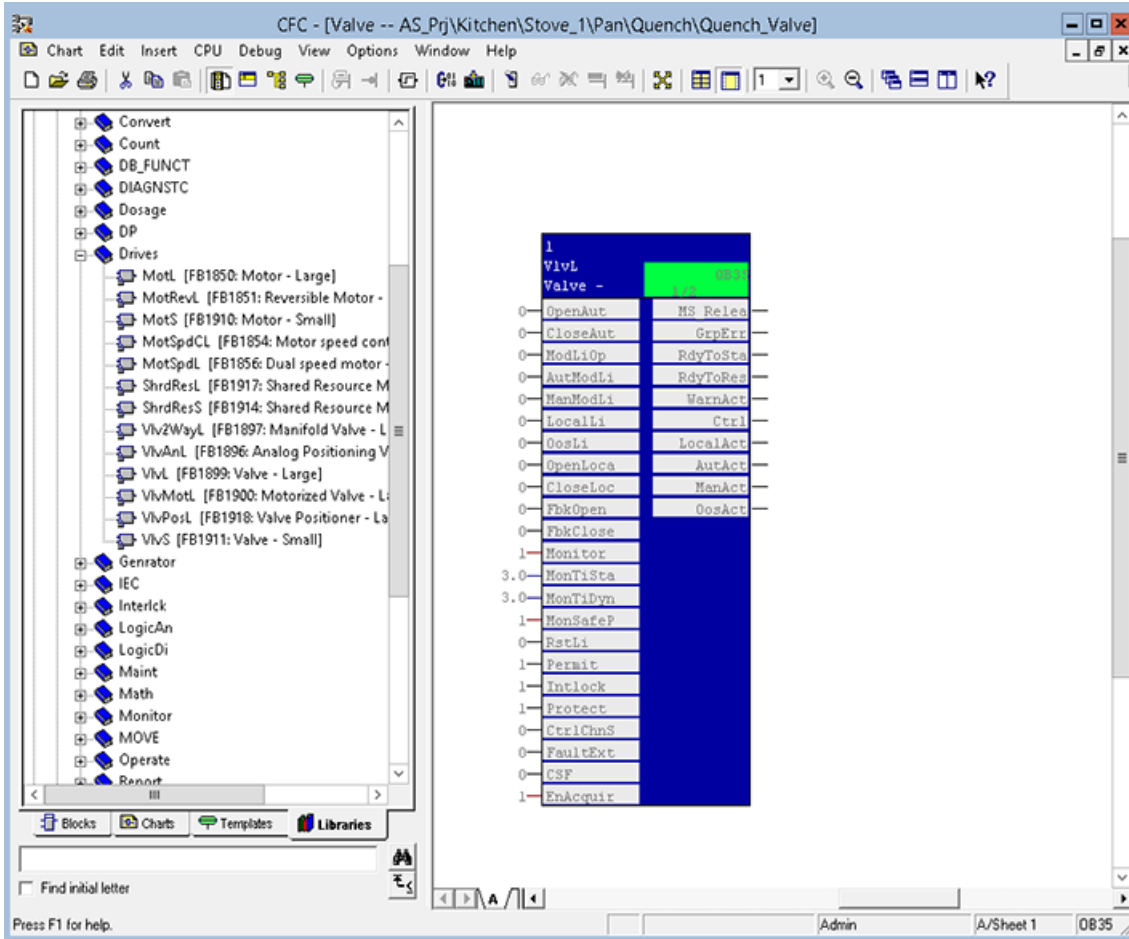 CFC - [Valve -- AS_Prj\Kitchen\Stove_1\Pan\Quench\Quench_Valve]
Chart Edit Insert CPU Debug View Options Window Help
1
Convert
Count
DB_FUNCT
DIAGNSTC
Dosage
DP
Drives
MotL [FB1850: Motor - Large]
MotRevL [FB1851: Reversible Motor -
MotS [FB1910: Motor - Small]
MotSpdCL [FB1854: Motor speed cont
MotSpdL [FB1856: Dual speed motor -
ShrdResL [FB1917: Shared Resource M
ShrdResS [FB1914: Shared Resource M
Vlv2WayL [FB1897: Manifold Valve - L
VlvAnL [FB1896: Analog Positioning V
VlvL [FB1899: Valve - Large]
VlvMotL [FB1900: Motorized Valve - L
VlvPosL [FB1918: Valve Positioner - La
VlvS [FB1911: Valve - Small]
Genrator
IEC
Interlck
LogicAn
LogicDi
Maint
Math
Monitor
MOVE
Operate
Report
Blocks Charts Templates Libraries
Find initial letter
1
VlvL
Valve -
OB35
1/2
0 OpenAut MS_Relea
0 CloseAut GrpErr
0 ModLiOp RdyToSta
0 AutModLi RdyToRes
0 ManModLi WarnAct
0 LocalLi Ctrl
0 OosLi LocalAct
0 OpenLoca AutAct
0 CloseLoc ManAct
0 FbkOpen OosAct
0 FbkClose
1 Monitor
3.0 MonTiSta
3.0 MonTiDyn
1 MonSafeP
0 RstLi
1 Permit
1 Intlock
1 Protect
0 CtrlChnS
0 FaultExt
0 CSF
1 EnAcquir
A
Press F1 for help. Admin A/Sheet 1 OB35